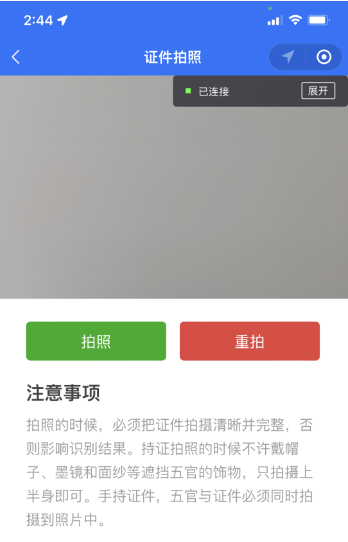 2:44
证件拍照
已连接
展开
拍照
重拍
注意事项
拍照的时候，必须把证件拍摄清晰并完整，否
则影响识别结果。持证拍照的时候不许戴帽
子、墨镜和面纱等遮挡五官的饰物，只拍摄上
半身即可。手持证件，五官与证件必须同时拍
摄到照片中。